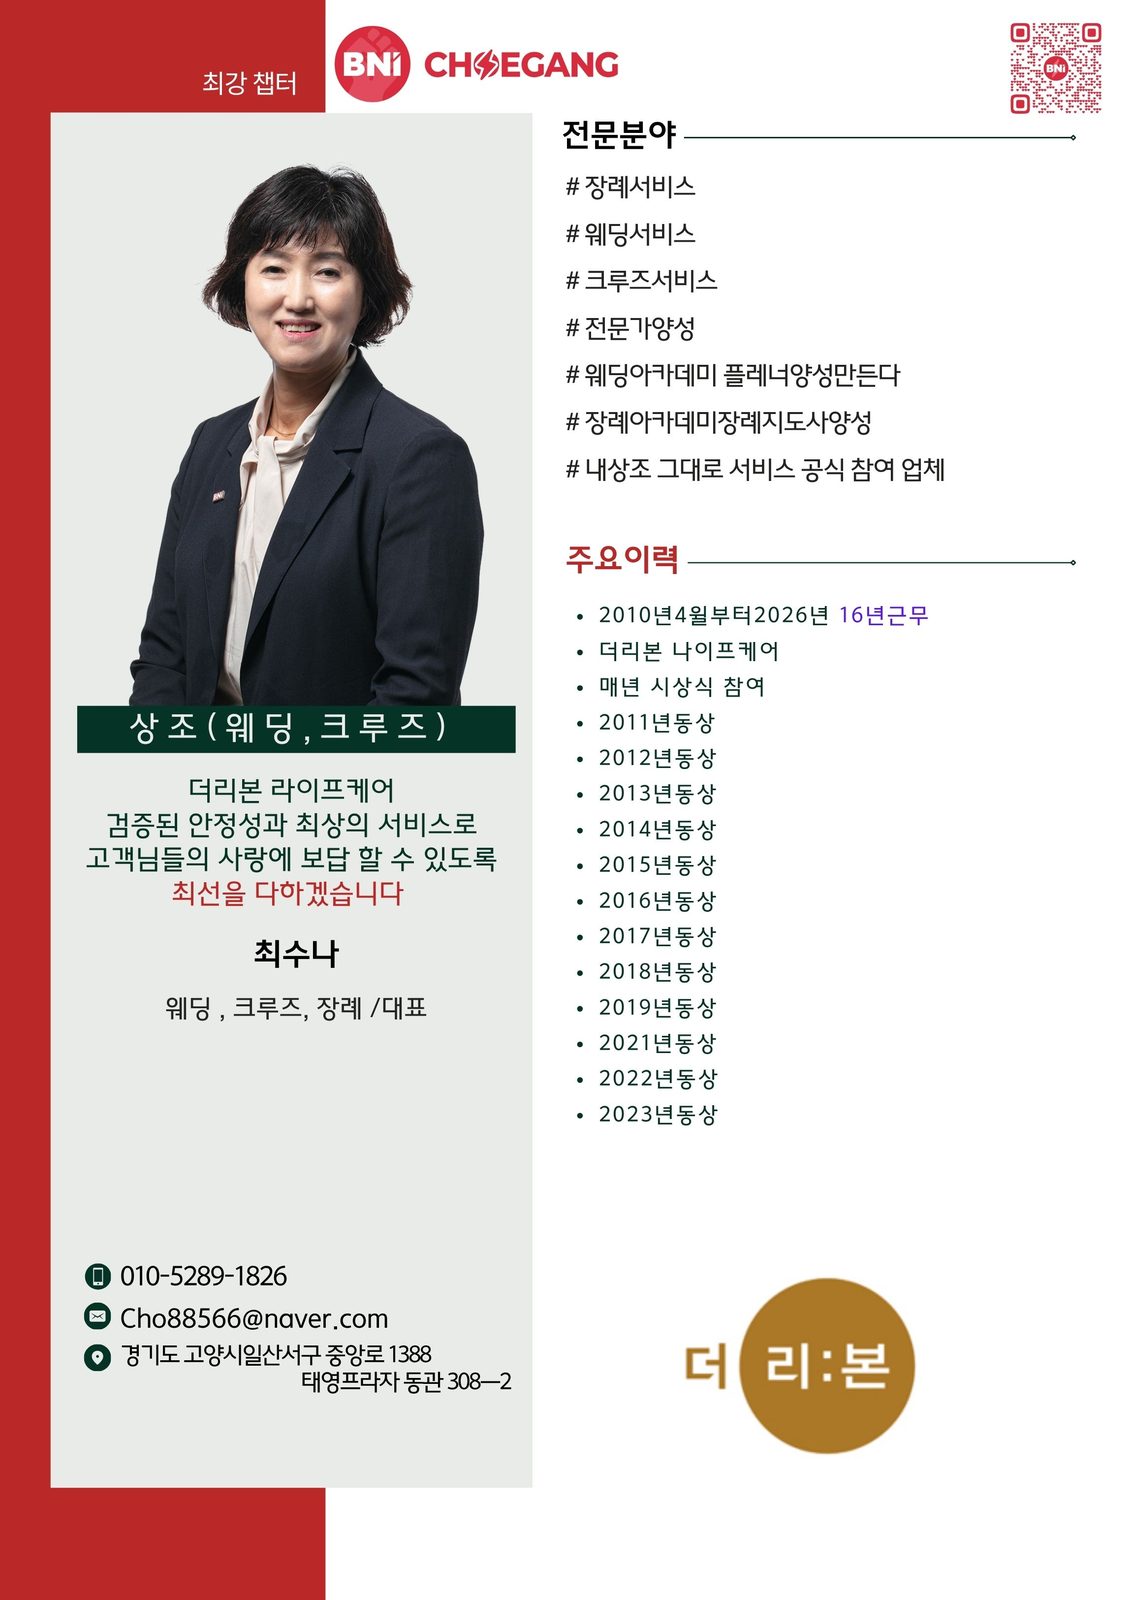 최강 챕터
BNI CHOEGANG
BNI
전문분야
# 장례서비스
# 웨딩서비스
# 크루즈서비스
# 전문가양성
# 웨딩아카데미 플레너양성만든다
# 장례아카데미장례지도사양성
# 내상조 그대로 서비스 공식 참여 업체
주요이력
• 2010년4월부터2026년 16년근무
• 더리본 나이프케어
• 매년 시상식 참여
• 2011년동상
• 2012년동상
• 2013년동상
• 2014년동상
• 2015년동상
• 2016년동상
• 2017년동상
• 2018년동상
• 2019년동상
• 2021년동상
• 2022년동상
• 2023년동상
BNI
상조(웨딩,크루즈)
더리본 라이프케어
검증된 안정성과 최상의 서비스로
고객님들의 사랑에 보답 할 수 있도록
최선을 다하겠습니다
최수나
웨딩 , 크루즈, 장례 /대표
010-5289-1826
Cho88566@naver.com
경기도 고양시일산서구 중앙로 1388
태영프라자 동관 308—2
더 리:본